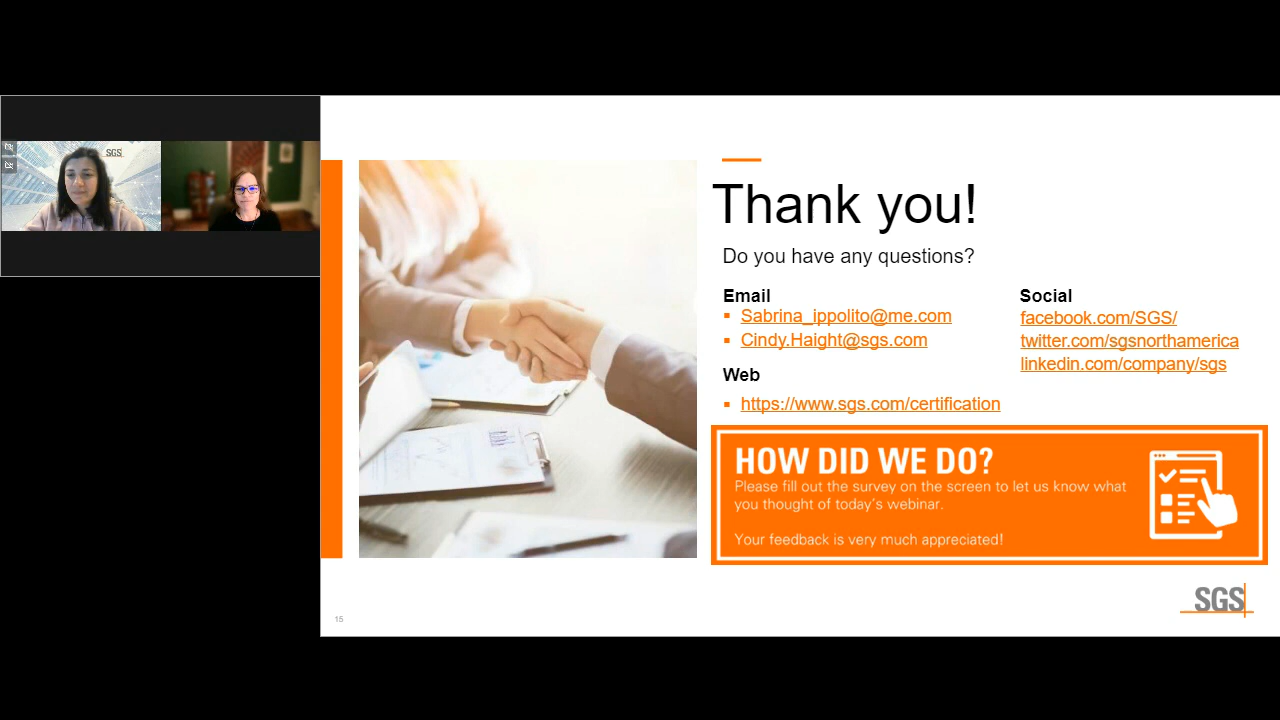 SGS
Thank you!
Do you have any questions?
Email
Sabrina_ippolito@me.com
Cindy.Haight@sgs.com
Web
https://www.sgs.com/certification
Social
facebook.com/SGS/
twitter.com/sgsnorthamerica
linkedin.com/company/sgs
HOW DID WE DO?
Please fill out the survey on the screen to let us know what
you thought of today's webinar.
Your feedback is very much appreciated!
SGS
15